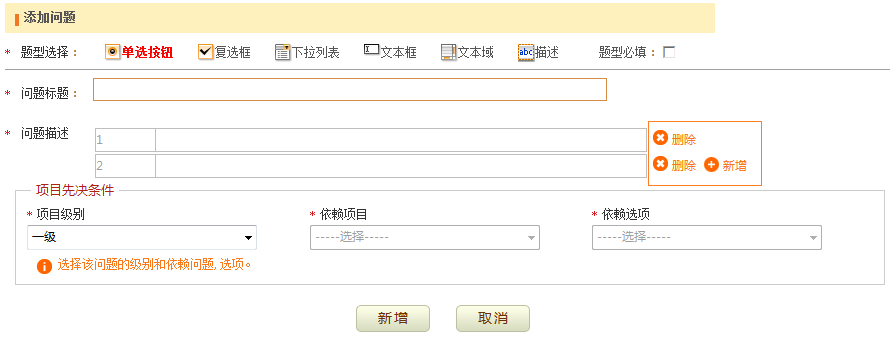 添加问题
* 题型选择： 单选按钮 复选框 下拉列表 文本框 文本域 abc 描述 题型必填：
* 问题标题：
* 问题描述
1 删除
2 删除 新增
项目先决条件
* 项目级别 * 依赖项目 * 依赖选项
一级 -----选择----- -----选择-----
选择该问题的级别和依赖问题, 选项。
新增 取消